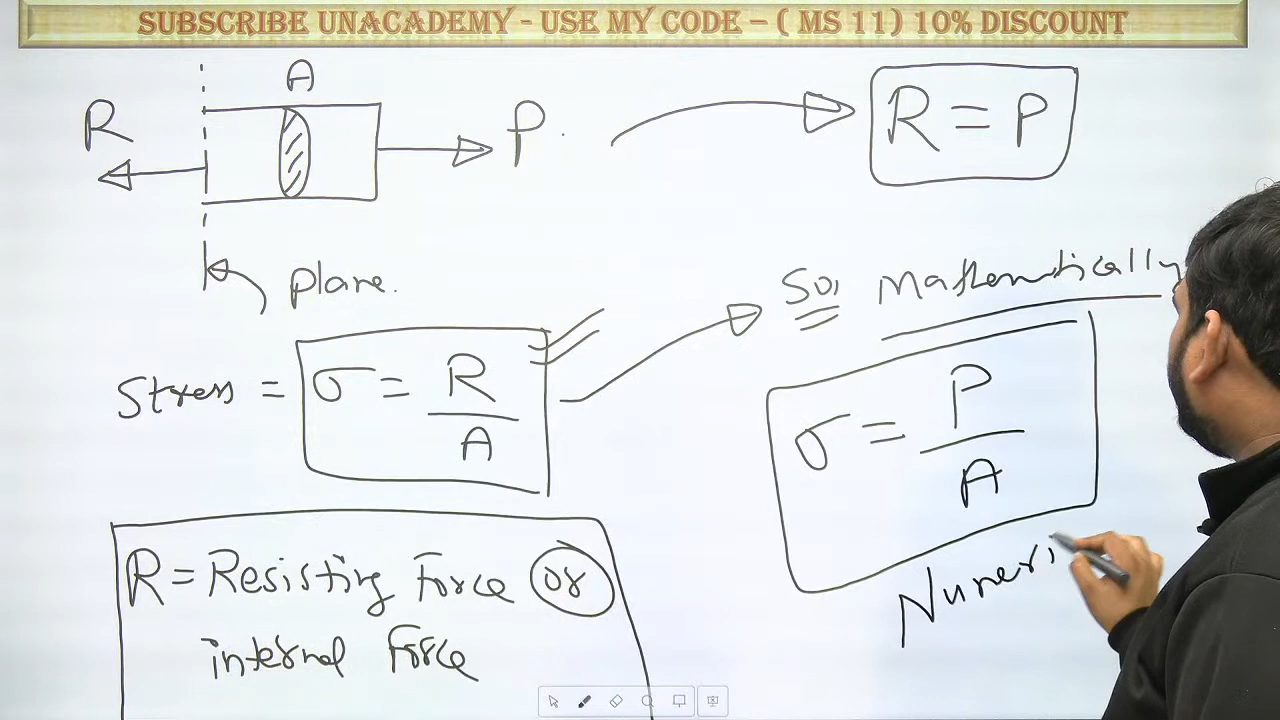 SUBSCRIBE UNACADEMY - USE MY CODE – ( MS 11) 10% DISCOUNT
A
R
P
R = P
plane.
So, Mathematically
Stress = σ = R / A
σ = P / A
R = Resisting Force or
internal Force
Numeri